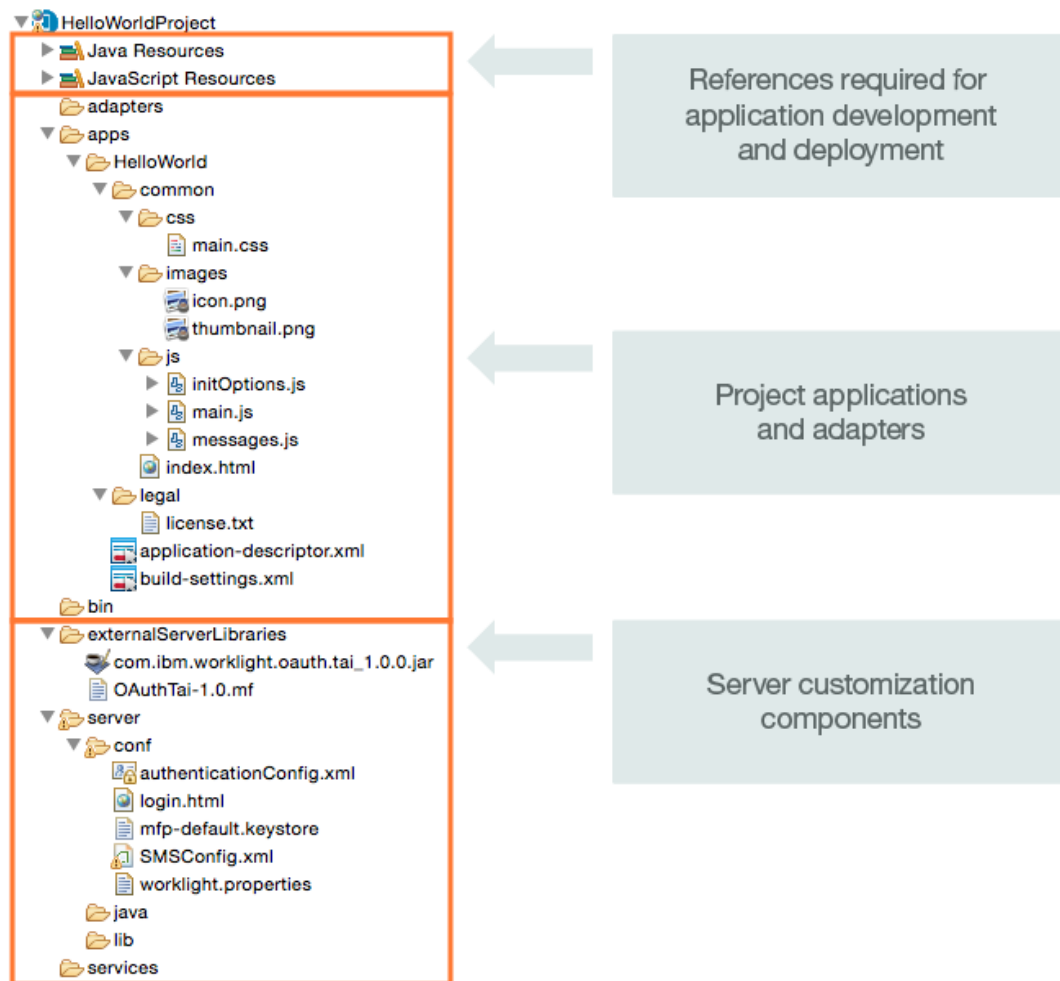 HelloWorldProject
Java Resources
JavaScript Resources
adapters
apps
HelloWorld
common
css
main.css
images
icon.png
thumbnail.png
js
initOptions.js
main.js
messages.js
index.html
legal
license.txt
application-descriptor.xml
build-settings.xml
bin
externalServerLibraries
com.ibm.worklight.oauth.tai_1.0.0.jar
OAuthTai-1.0.mf
server
conf
authenticationConfig.xml
login.html
mfp-default.keystore
SMSConfig.xml
worklight.properties
java
lib
services
References required for
application development
and deployment
Project applications
and adapters
Server customization
components